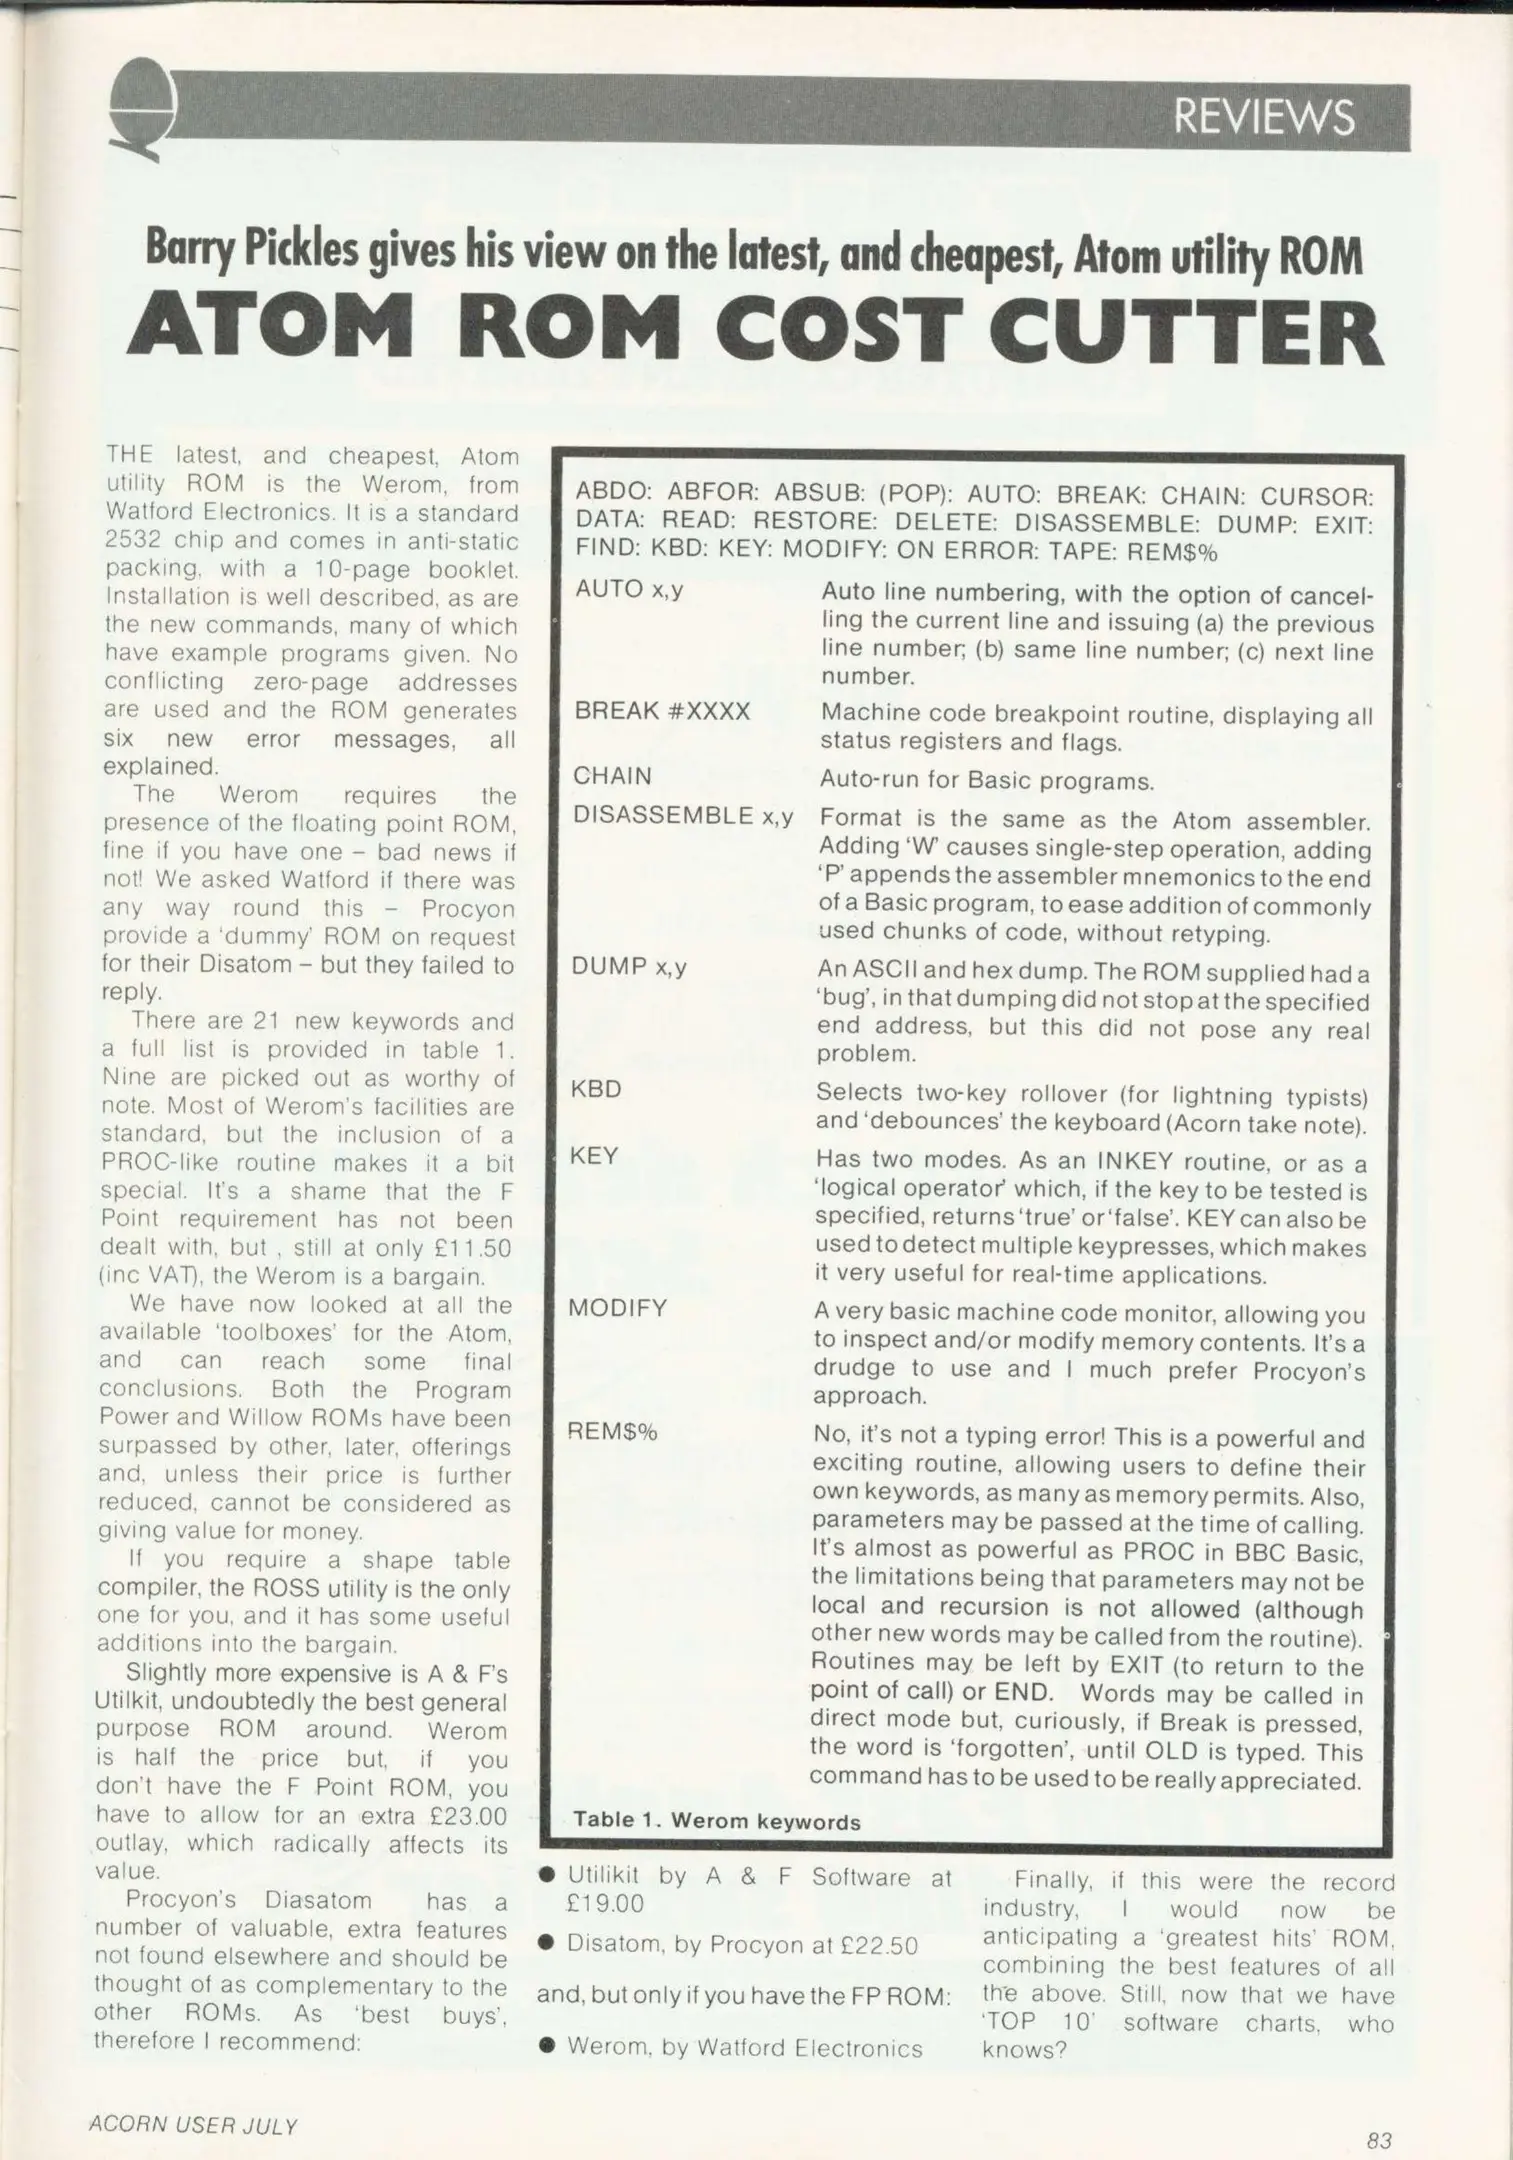 REVIEWS
Barry Pickles gives his view on the latest, and cheapest, Atom utility ROM
ATOM ROM COST CUTTER
THE latest, and cheapest, Atom
utility ROM is the Werom, from
Watford Electronics. It is a standard
2532 chip and comes in anti-static
packing, with a 10-page booklet.
Installation is well described, as are
the new commands, many of which
have example programs given. No
conflicting zero-page addresses
are used and the ROM generates
six new error messages, all
explained.
The Werom requires the
presence of the floating point ROM,
fine if you have one – bad news if
not! We asked Watford if there was
any way round this – Procyon
provide a 'dummy' ROM on request
for their Disatom – but they failed to
reply.
There are 21 new keywords and
a full list is provided in table 1.
Nine are picked out as worthy of
note. Most of Werom's facilities are
standard, but the inclusion of a
PROC-like routine makes it a bit
special. It's a shame that the F
Point requirement has not been
dealt with, but , still at only £11.50
(inc VAT), the Werom is a bargain.
We have now looked at all the
available 'toolboxes' for the Atom,
and can reach some final
conclusions. Both the Program
Power and Willow ROMs have been
surpassed by other, later, offerings
and, unless their price is further
reduced, cannot be considered as
giving value for money.
If you require a shape table
compiler, the ROSS utility is the only
one for you, and it has some useful
additions into the bargain.
Slightly more expensive is A & F's
Utilkit, undoubtedly the best general
purpose ROM around. Werom
is half the price but, if you
don't have the F Point ROM, you
have to allow for an extra £23.00
outlay, which radically affects its
value.
Procyon's Diasatom has a
number of valuable, extra features
not found elsewhere and should be
thought of as complementary to the
other ROMs. As 'best buys',
therefore I recommend:
ABDO: ABFOR: ABSUB: (POP): AUTO: BREAK: CHAIN: CURSOR:
DATA: READ: RESTORE: DELETE: DISASSEMBLE: DUMP: EXIT:
FIND: KBD: KEY: MODIFY: ON ERROR: TAPE: REM$%
AUTO x,y Auto line numbering, with the option of cancel-
ling the current line and issuing (a) the previous
line number; (b) same line number; (c) next line
number.
BREAK #XXXX Machine code breakpoint routine, displaying all
status registers and flags.
CHAIN Auto-run for Basic programs.
DISASSEMBLE x,y Format is the same as the Atom assembler.
Adding 'W' causes single-step operation, adding
'P' appends the assembler mnemonics to the end
of a Basic program, to ease addition of commonly
used chunks of code, without retyping.
DUMP x,y An ASCII and hex dump. The ROM supplied had a
'bug', in that dumping did not stop at the specified
end address, but this did not pose any real
problem.
KBD Selects two-key rollover (for lightning typists)
and 'debounces' the keyboard (Acorn take note).
KEY Has two modes. As an INKEY routine, or as a
'logical operator' which, if the key to be tested is
specified, returns 'true' or 'false'. KEY can also be
used to detect multiple keypresses, which makes
it very useful for real-time applications.
MODIFY A very basic machine code monitor, allowing you
to inspect and/or modify memory contents. It's a
drudge to use and I much prefer Procyon's
approach.
REM$% No, it's not a typing error! This is a powerful and
exciting routine, allowing users to define their
own keywords, as many as memory permits. Also,
parameters may be passed at the time of calling.
It's almost as powerful as PROC in BBC Basic,
the limitations being that parameters may not be
local and recursion is not allowed (although
other new words may be called from the routine).
Routines may be left by EXIT (to return to the
point of call) or END. Words may be called in
direct mode but, curiously, if Break is pressed,
the word is 'forgotten', until OLD is typed. This
command has to be used to be really appreciated.
Table 1. Werom keywords
● Utilikit by A & F Software at
£19.00
● Disatom, by Procyon at £22.50
and, but only if you have the FP ROM:
● Werom, by Watford Electronics
Finally, if this were the record
industry, I would now be
anticipating a 'greatest hits' ROM,
combining the best features of all
the above. Still, now that we have
'TOP 10' software charts, who
knows?
ACORN USER JULY
83